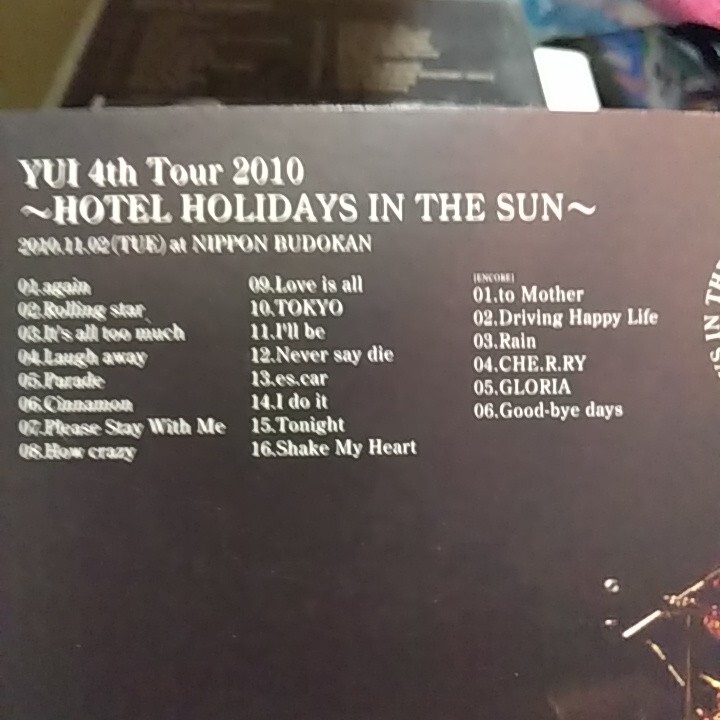 YUI 4th Tour 2010
~HOTEL HOLIDAYS IN THE SUN~
2010.11.02(TUE) at NIPPON BUDOKAN
01.again
02.Rolling star
03.It's all too much
04.Laugh away
05.Parade
06.Cinnamon
07.Please Stay With Me
08.How crazy
09.Love is all
10.TOKYO
11.I'll be
12.Never say die
13.es.car
14.I do it
15.Tonight
16.Shake My Heart
[ENCORE]
01.to Mother
02.Driving Happy Life
03.Rain
04.CHE.R.RY
05.GLORIA
06.Good-bye days
S IN THE